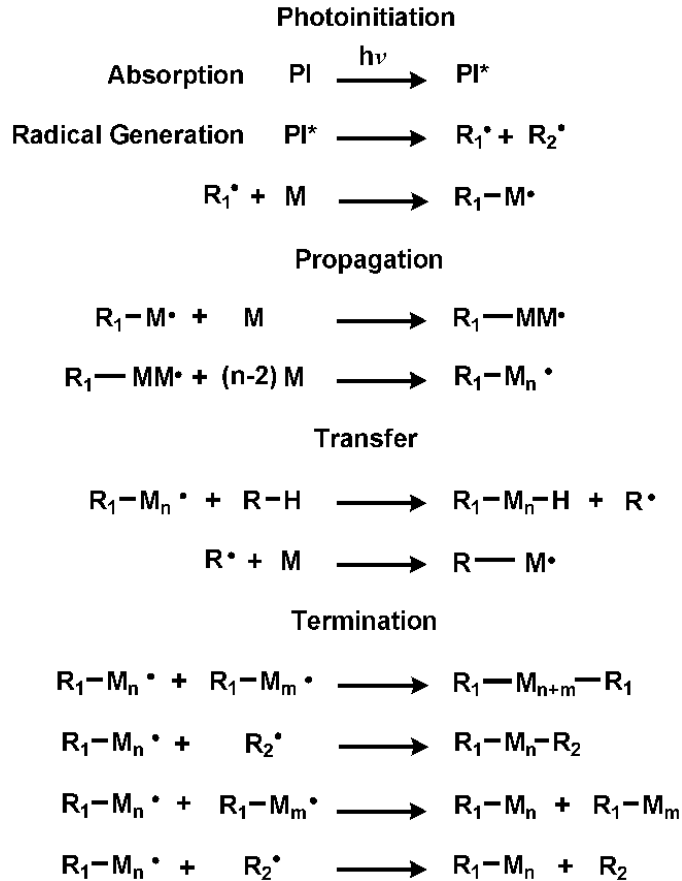 Photoinitiation
Absorption PI hν → PI*
Radical Generation PI* → R₁• + R₂•
R₁• + M → R₁–M•
Propagation
R₁–M• + M → R₁—MM•
R₁—MM• + (n-2) M → R₁–Mₙ•
Transfer
R₁–Mₙ• + R–H → R₁–Mₙ–H + R•
R• + M → R—M•
Termination
R₁–Mₙ• + R₁–Mₘ• → R₁—Mₙ₊ₘ—R₁
R₁–Mₙ• + R₂• → R₁–Mₙ–R₂
R₁–Mₙ• + R₁–Mₘ• → R₁–Mₙ + R₁–Mₘ
R₁–Mₙ• + R₂• → R₁–Mₙ + R₂